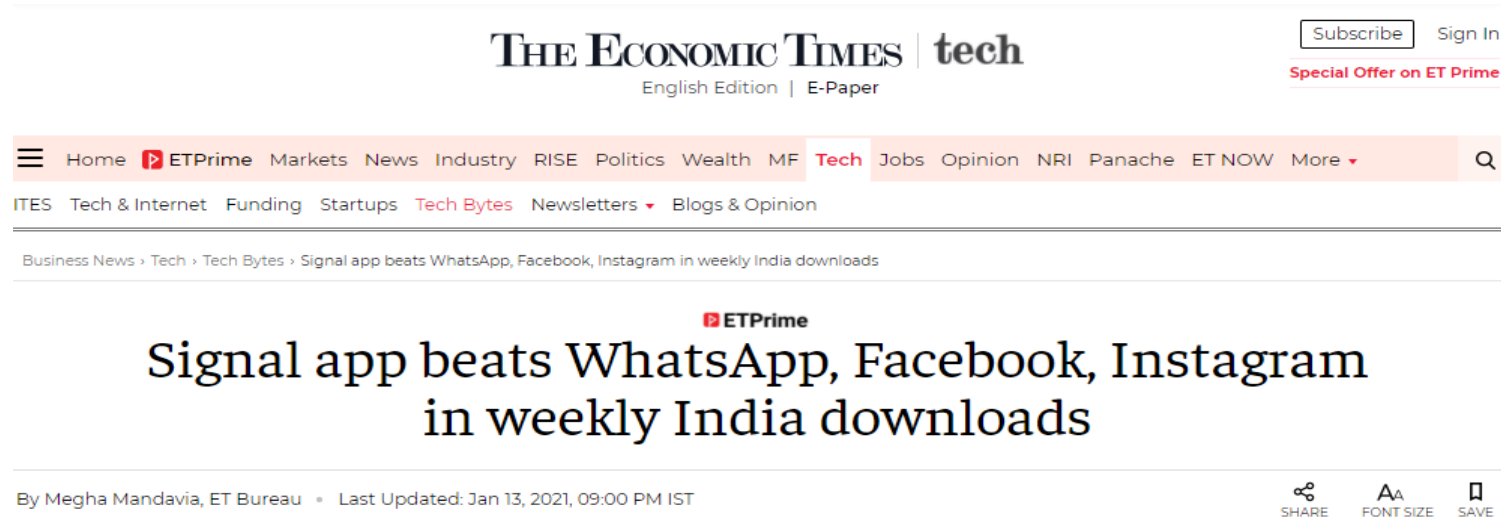 THE ECONOMIC TIMES | tech
Subscribe Sign In
English Edition | E-Paper
Special Offer on ET Prime
Home ETPrime Markets News Industry RISE Politics Wealth MF Tech Jobs Opinion NRI Panache ET NOW More
ITES Tech & Internet Funding Startups Tech Bytes Newsletters Blogs & Opinion
Business News › Tech › Tech Bytes › Signal app beats WhatsApp, Facebook, Instagram in weekly India downloads
ETPrime
Signal app beats WhatsApp, Facebook, Instagram
in weekly India downloads
By Megha Mandavia, ET Bureau • Last Updated: Jan 13, 2021, 09:00 PM IST
AA
SHARE FONT SIZE SAVE